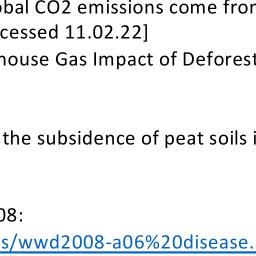 obal CO2 emissions come fro
cessed 11.02.22]
house Gas Impact of Deforest
the subsidence of peat soils i
08:
s/wwd2008-a06%20disease.